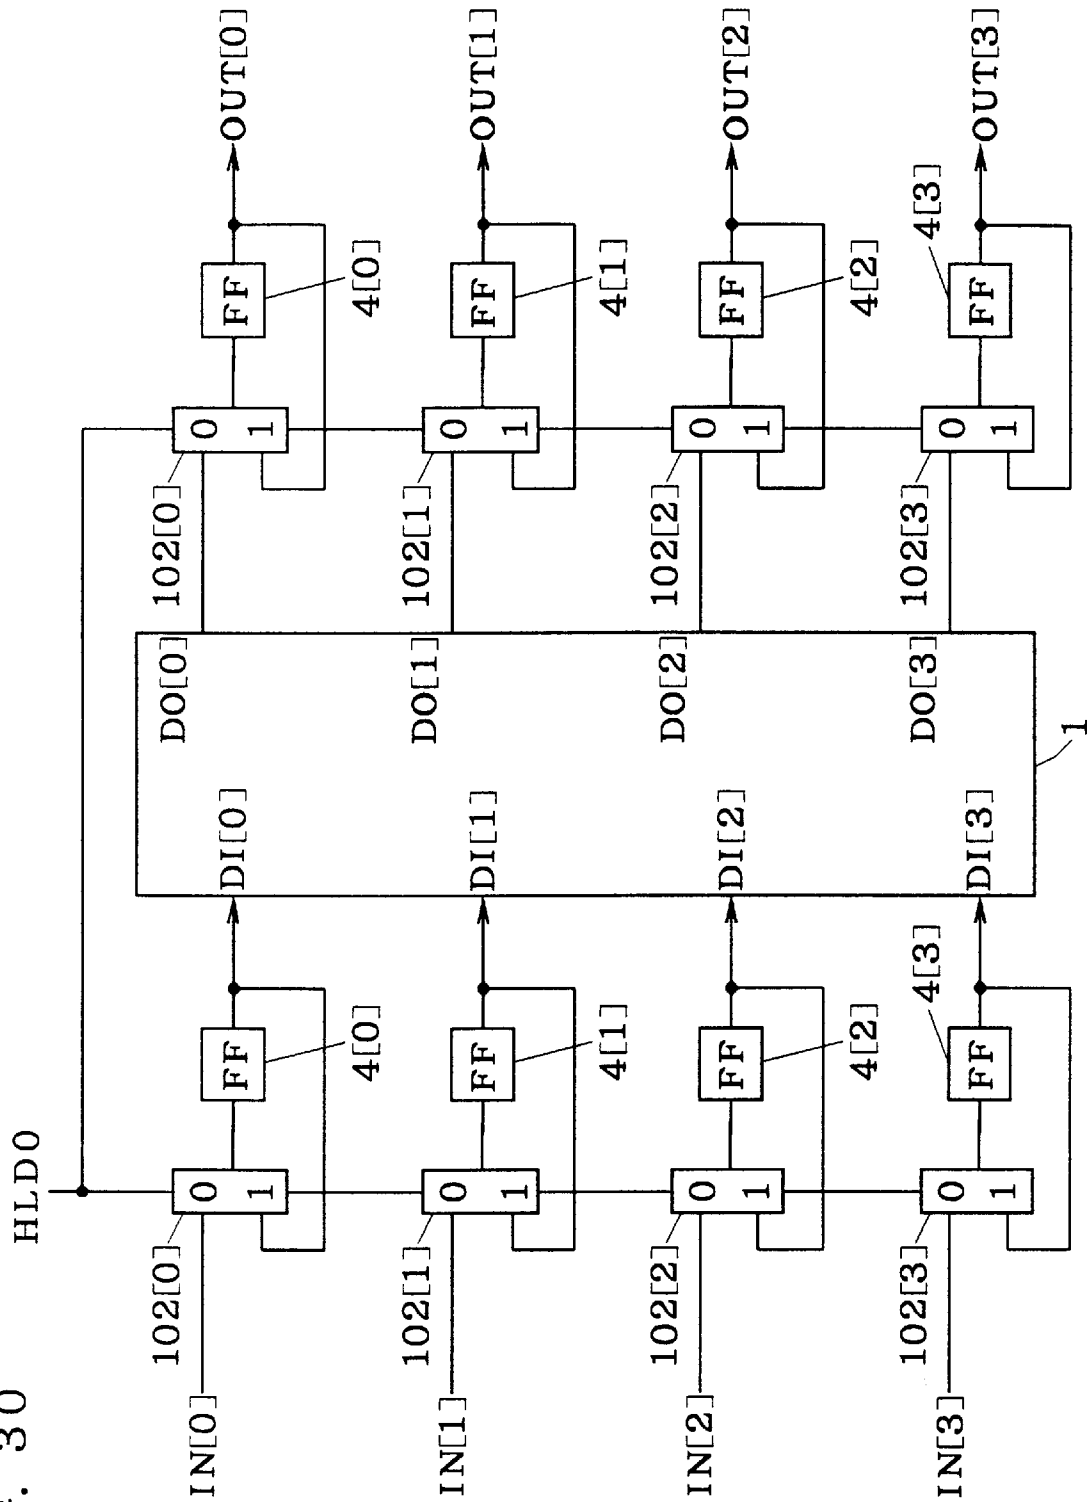 30
HLD0
102[0]
102[0]
IN[0]
0
1
FF
4[0]
DI[0]
DO[0]
0
1
FF
4[0]
OUT[0]
102[1]
102[1]
IN[1]
0
1
FF
4[1]
DI[1]
DO[1]
0
1
FF
4[1]
OUT[1]
102[2]
102[2]
IN[2]
0
1
FF
4[2]
DI[2]
DO[2]
0
1
FF
4[2]
OUT[2]
102[3]
102[3]
IN[3]
0
1
FF
4[3]
DI[3]
DO[3]
0
1
FF
4[3]
OUT[3]
1